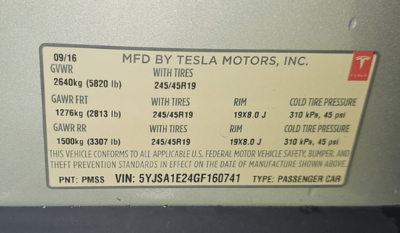 09/16 MFD BY TESLA MOTORS, INC.
GVWR WITH TIRES
2640kg (5820 lb) 245/45R19
TESLA
GAWR FRT WITH TIRES RIM COLD TIRE PRESSURE
1276kg (2813 lb) 245/45R19 19X8.0 J 310 kPa, 45 psi
GAWR RR WITH TIRES RIM COLD TIRE PRESSURE
1500kg (3307 lb) 245/45R19 19X8.0 J 310 kPa, 45 psi
THIS VEHICLE CONFORMS TO ALL APPLICABLE U.S. FEDERAL MOTOR VEHICLE SAFETY, BUMPER, AND
THEFT PREVENTION STANDARDS IN EFFECT ON THE DATE OF MANUFACTURE SHOWN ABOVE.
PNT: PMSS VIN: 5YJSA1E24GF160741 TYPE: PASSENGER CAR